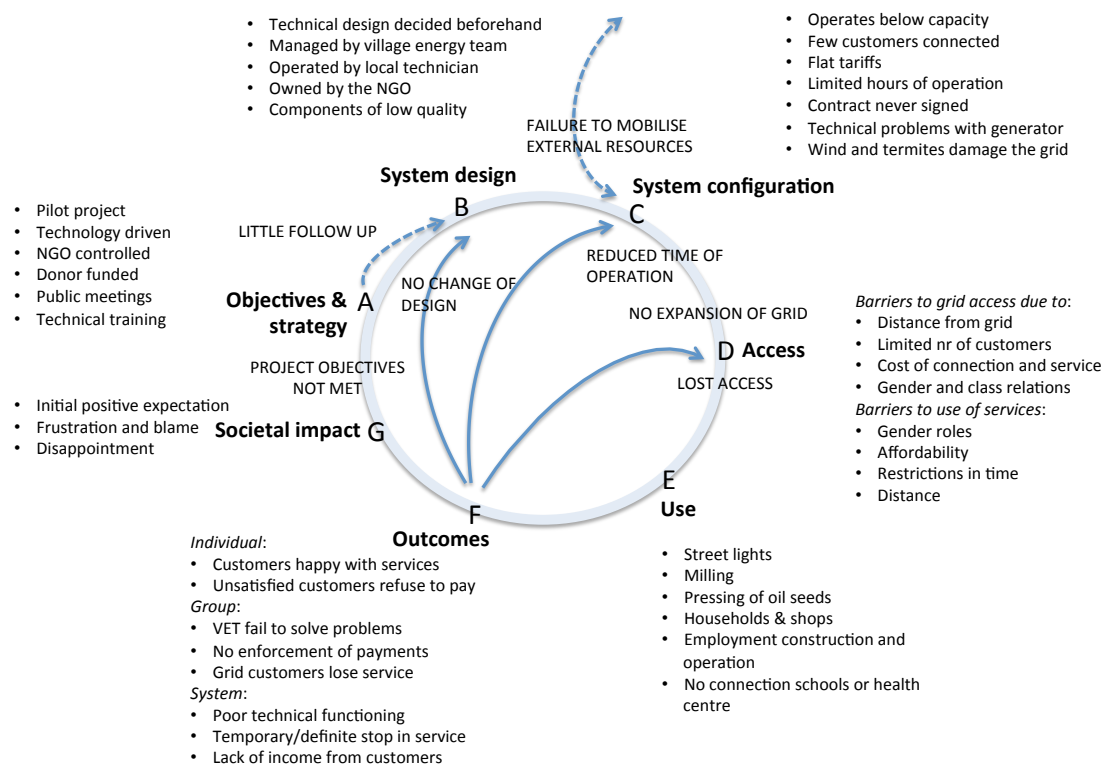 • Technical design decided beforehand
• Managed by village energy team
• Operated by local technician
• Owned by the NGO
• Components of low quality
• Operates below capacity
• Few customers connected
• Flat tariffs
• Limited hours of operation
• Contract never signed
• Technical problems with generator
• Wind and termites damage the grid
FAILURE TO MOBILISE
EXTERNAL RESOURCES
System design
B
System configuration
C
• Pilot project
• Technology driven
• NGO controlled
• Donor funded
• Public meetings
• Technical training
LITTLE FOLLOW UP
Objectives &
strategy
A
NO CHANGE OF
DESIGN
REDUCED TIME OF
OPERATION
NO EXPANSION OF GRID
D Access
LOST ACCESS
Barriers to grid access due to:
• Distance from grid
• Limited nr of customers
• Cost of connection and service
• Gender and class relations
Barriers to use of services:
• Gender roles
• Affordability
• Restrictions in time
• Distance
PROJECT OBJECTIVES
NOT MET
• Initial positive expectation
• Frustration and blame
• Disappointment
Societal impact G
E
Use
F
Outcomes
Individual:
• Customers happy with services
• Unsatisfied customers refuse to pay
Group:
• VET fail to solve problems
• No enforcement of payments
• Grid customers lose service
System:
• Poor technical functioning
• Temporary/definite stop in service
• Lack of income from customers
• Street lights
• Milling
• Pressing of oil seeds
• Households & shops
• Employment construction and
operation
• No connection schools or health
centre